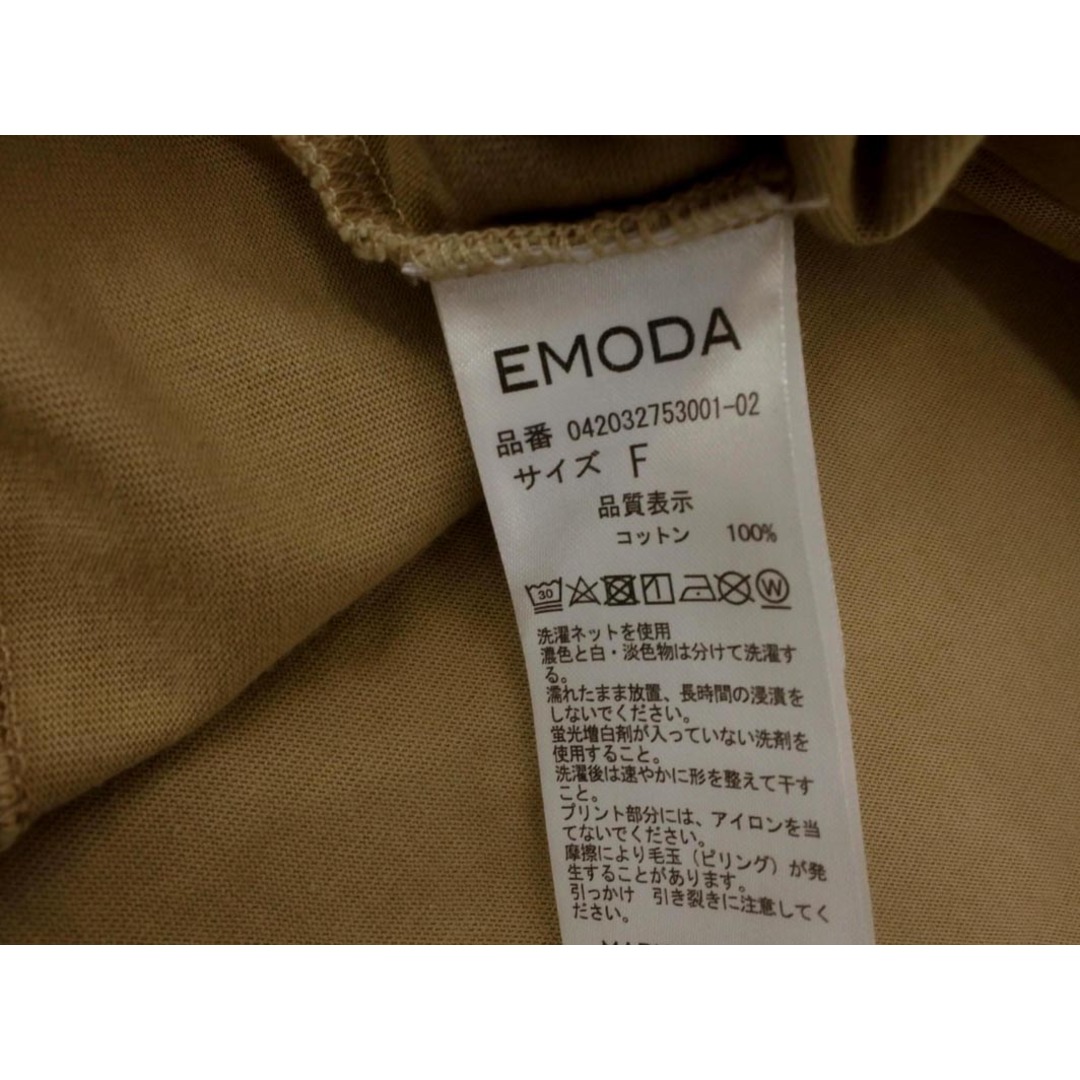 EMODA
品番 042032753001-02
サイズ F
品質表示
コットン 100%
30 W
洗濯ネットを使用
濃色と白・淡色物は分けて洗濯す
る。
濡れたまま放置、長時間の浸漬を
しないでください。
蛍光増白剤が入っていない洗剤を
使用すること。
洗濯後は速やかに形を整えて干す
こと。
プリント部分には、アイロンを当
てないでください。
摩擦により毛玉（ピリング）が発
生することがあります。
引っかけ 引き裂きに注意してく
ださい。